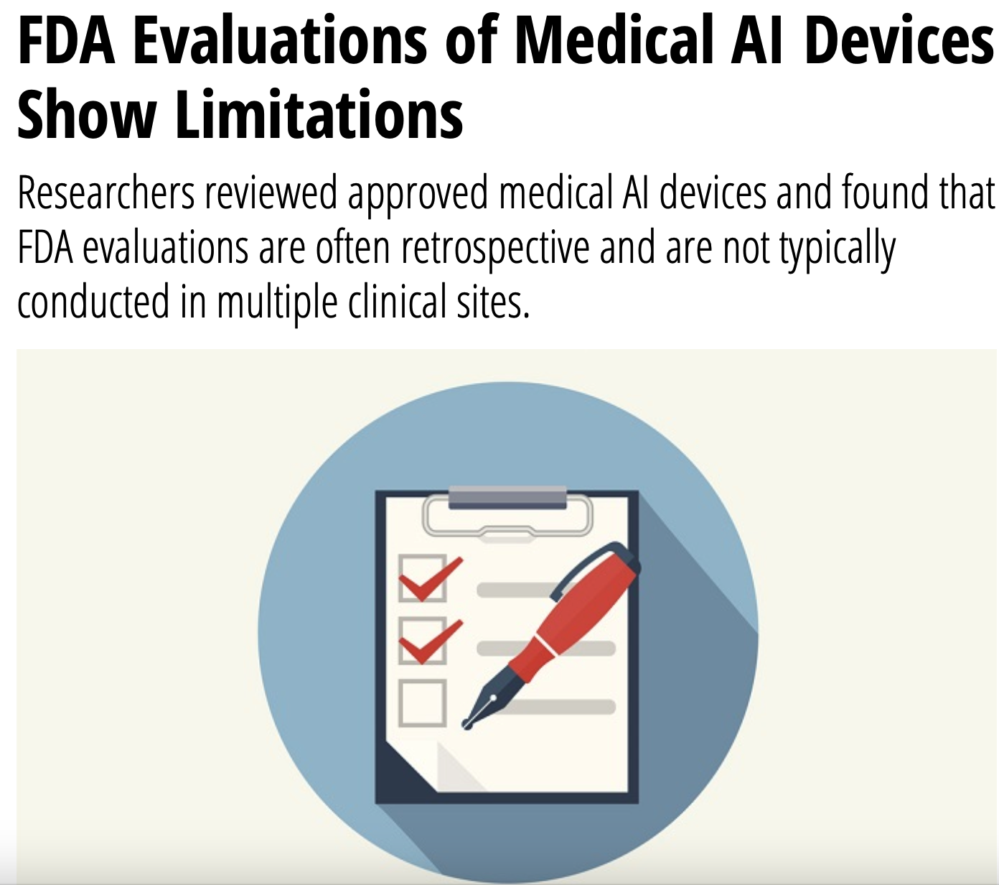 FDA Evaluations of Medical AI Devices
Show Limitations
Researchers reviewed approved medical AI devices and found that
FDA evaluations are often retrospective and are not typically
conducted in multiple clinical sites.